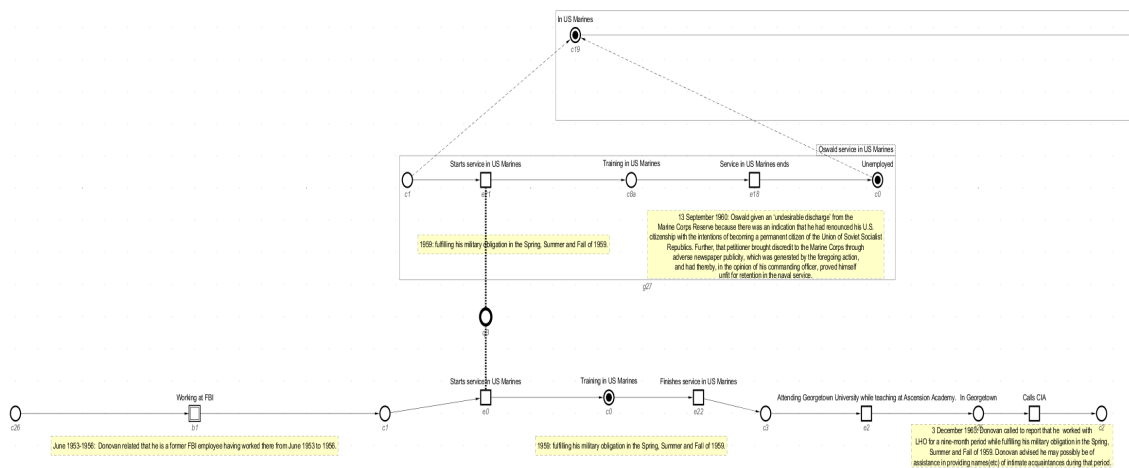 In US Marines
c19
Oswald service in US Marines
Starts service in US Marines
Training in US Marines
Service in US Marines ends
Unemployed
c1
c8e
e18
c0
1959: fulfilling his military obligation in the Spring, Summer and Fall of 1959.
13 September 1960: Oswald given an 'undesirable discharge' from the
Marine Corps Reserve because there was an indication that he had renounced his U.S.
citizenship with the intentions of becoming a permanent citizen of the Union of Soviet Socialist
Republics. Further, that petitioner brought discredit to the Marine Corps through
adverse newspaper publicity, which was generated by the foregoing action,
and had thereby, in the opinion of his commanding officer, proved himself
unfit for retention in the naval service.
g27
Starts service in US Marines
Training in US Marines
Finishes service in US Marines
Working at FBI
Attending Georgetown University while teaching at Ascension Academy.
In Georgetown
Calls CIA
c26
b1
c1
e0
c0
e22
c3
e2
c2
June 1953-1956: Donovan related that he is a former FBI employee having worked there from June 1953 to 1956.
1959: fulfilling his military obligation in the Spring, Summer and Fall of 1959.
3 December 1963: Donovan called to report that he worked with
LHO for a nine-month period while fulfilling his military obligation in the Spring,
Summer and Fall of 1959. Donovan advised he may possibly be of
assistance in providing names(etc) of intimate acquaintances during that period.